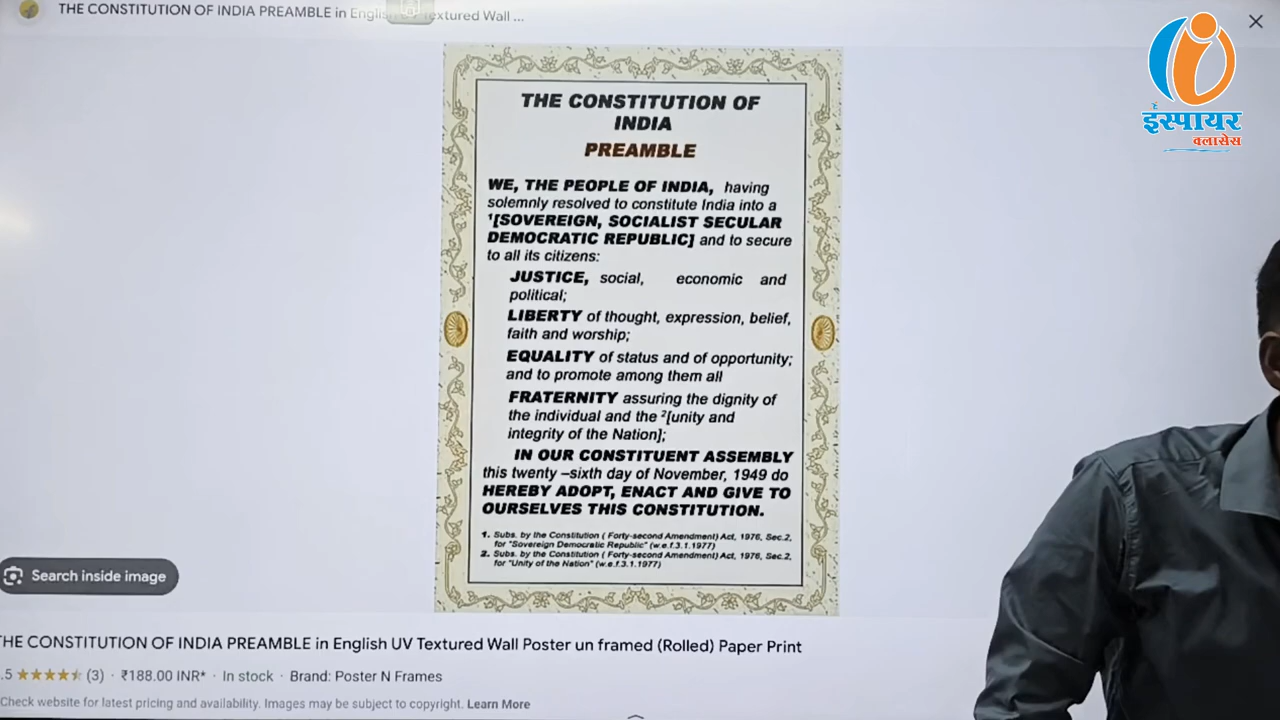 THE CONSTITUTION OF INDIA PREAMBLE in English UV Textured Wall ...
इंस्पायर
क्लासेस
THE CONSTITUTION OF
INDIA
PREAMBLE
WE, THE PEOPLE OF INDIA, having
solemnly resolved to constitute India into a
¹[SOVEREIGN, SOCIALIST SECULAR
DEMOCRATIC REPUBLIC] and to secure
to all its citizens:
JUSTICE, social, economic and
political;
LIBERTY of thought, expression, belief,
faith and worship;
EQUALITY of status and of opportunity;
and to promote among them all
FRATERNITY assuring the dignity of
the individual and the ²[unity and
integrity of the Nation];
IN OUR CONSTITUENT ASSEMBLY
this twenty –sixth day of November, 1949 do
HEREBY ADOPT, ENACT AND GIVE TO
OURSELVES THIS CONSTITUTION.
1. Subs. by the Constitution ( Forty-second Amendment) Act, 1976, Sec.2,
for "Sovereign Democratic Republic" (w.e.f.3.1.1977)
2. Subs. by the Constitution ( Forty-second Amendment) Act, 1976, Sec.2,
for "Unity of the Nation" (w.e.f.3.1.1977)
Search inside image
THE CONSTITUTION OF INDIA PREAMBLE in English UV Textured Wall Poster un framed (Rolled) Paper Print
.5 ★★★★★ (3) · ₹188.00 INR* · In stock · Brand: Poster N Frames
Check website for latest pricing and availability. Images may be subject to copyright. Learn More